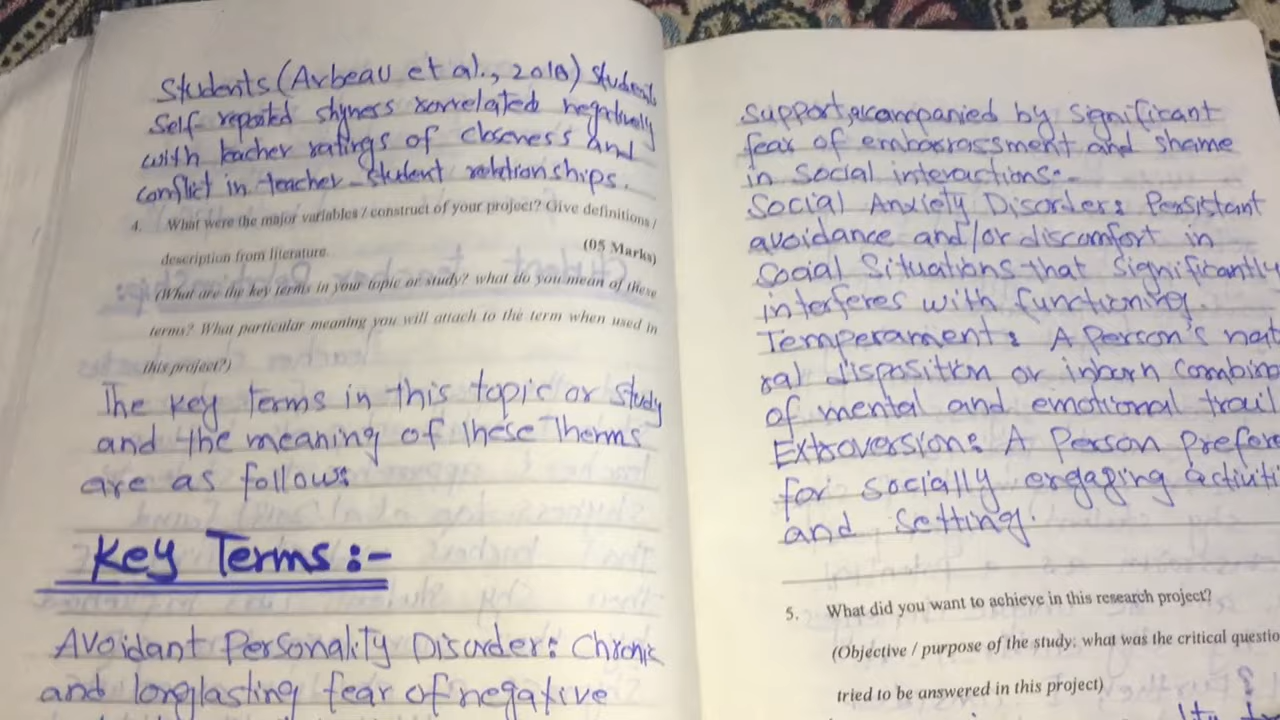 Students (Arbeau et al., 2010) students
Self reported shyness correlated negatively
with teacher ratings of closeness and
conflict in teacher-student relationships.
4. What were the major variables / construct of your project? Give definitions /
description from literature. (05 Marks)
(What are the key terms in your topic or study? what do you mean of these
terms? What particular meaning you will attach to the term when used in
this project?)
The key terms in this topic or study
and the meaning of these Therms
are as follow:
Key Terms :-
Avoidant Personality Disorder: Chronic
and longlasting fear of negative
support, accompanied by significant
fear of embarrassment and shame
in social interactions.
Social Anxiety Disorder: Persistant
avoidance and/or discomfort in
social situations that significantly
interferes with functioning.
Temperament: A Person's nat
ral disposition or inborn combin
of mental and emotional trail
Extroversion: A Person prefere
for socially engaging activiti
and setting.
5. What did you want to achieve in this research project?
(Objective / purpose of the study; what was the critical questio
tried to be answered in this project)